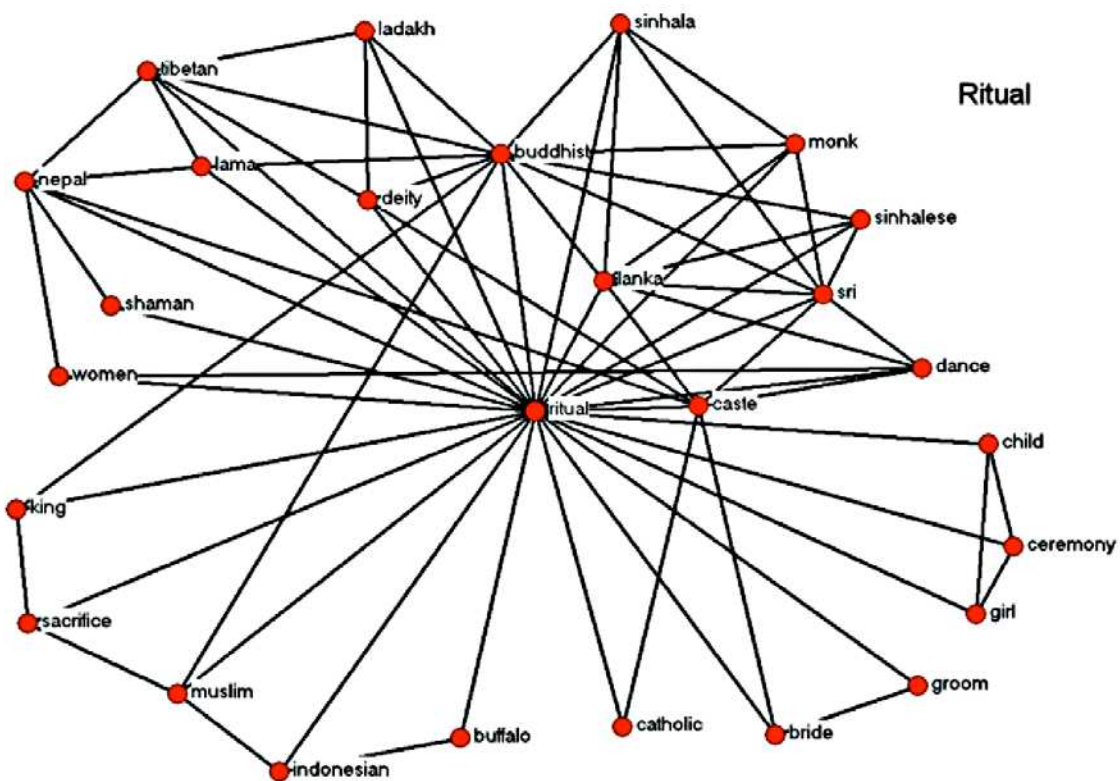 ladakh
sinhala
tibetan
Ritual
monk
buddhist
lama
nepal
deity
sinhalese
lanka
sri
shaman
dance
women
caste
ritual
child
king
ceremony
girl
sacrifice
groom
muslim
catholic
bride
buffalo
indonesian